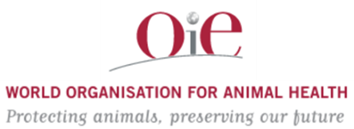 OiE
WORLD ORGANISATION FOR ANIMAL HEALTH
Protecting animals, preserving our future